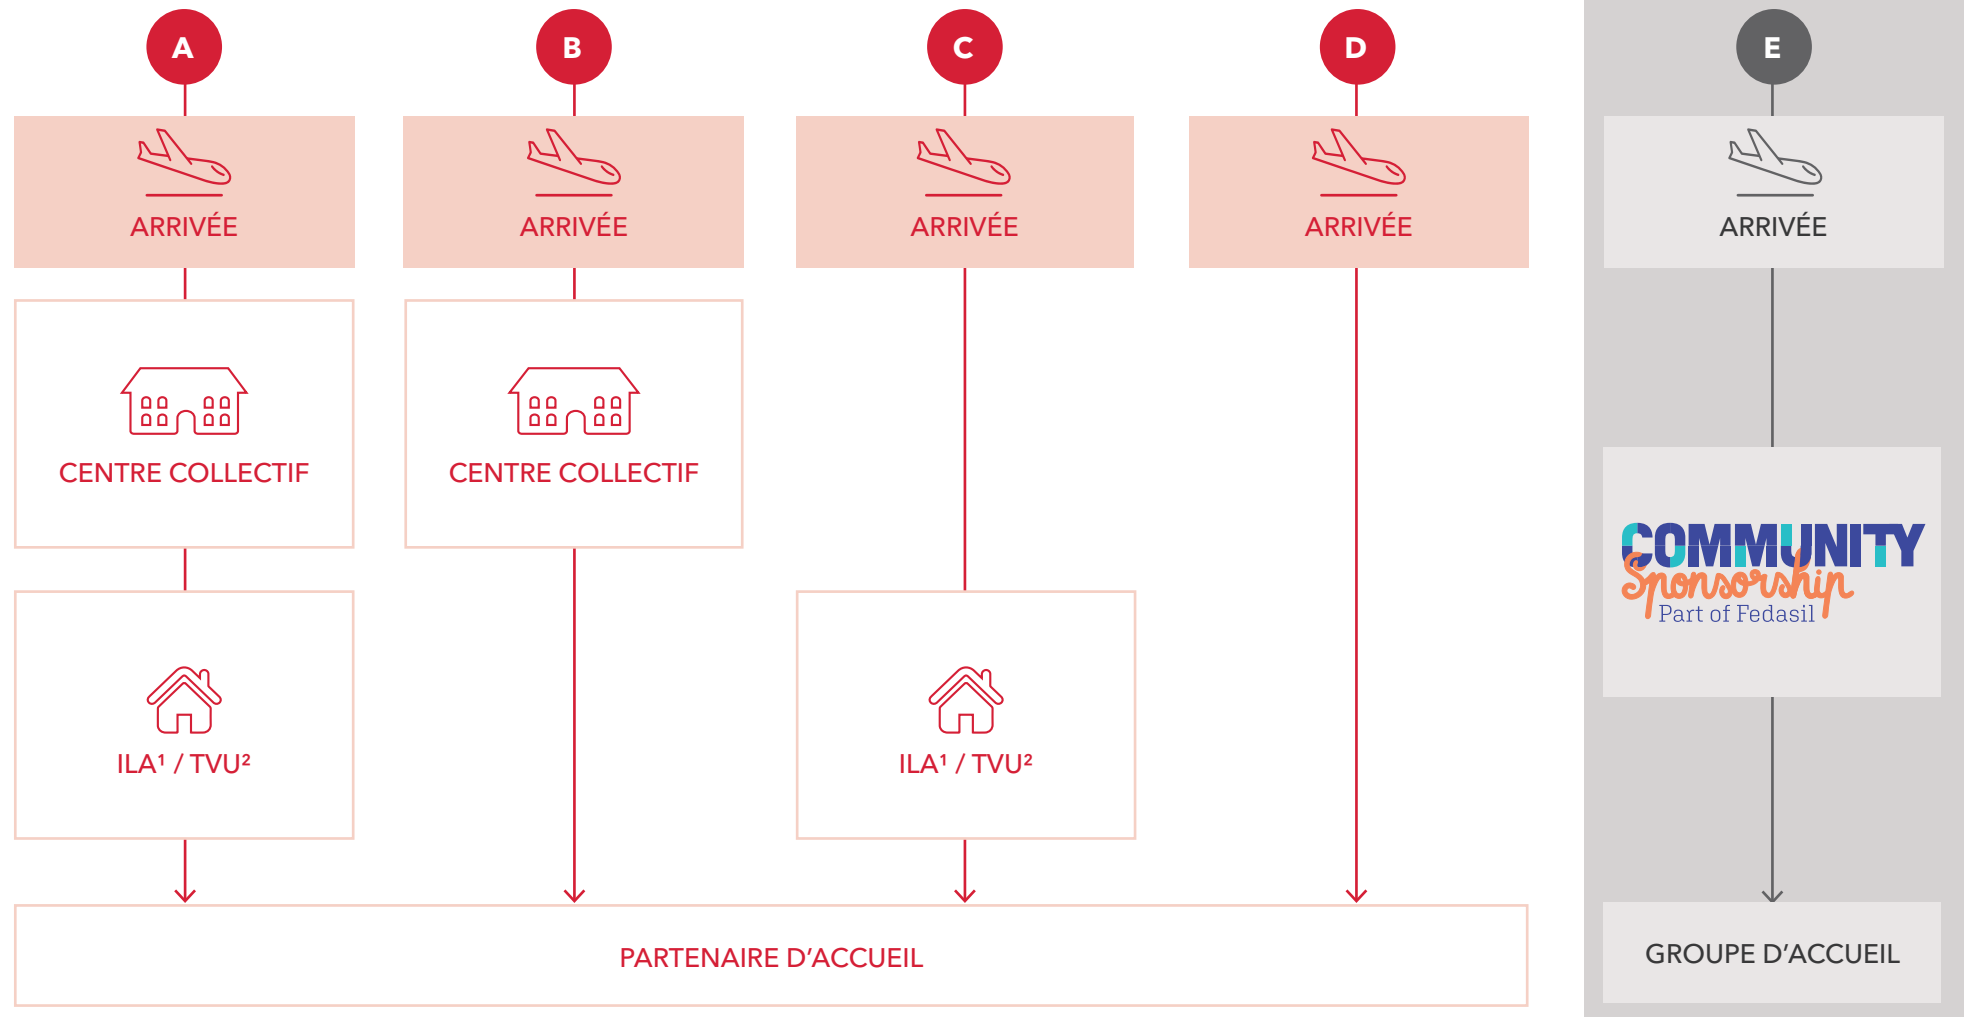 A
B
C
D
E
ARRIVÉE
ARRIVÉE
ARRIVÉE
ARRIVÉE
ARRIVÉE
CENTRE COLLECTIF
CENTRE COLLECTIF
COMMUNITY
Sponsorship
Part of Fedasil
ILA¹ / TVU²
ILA¹ / TVU²
PARTENAIRE D’ACCUEIL
GROUPE D’ACCUEIL